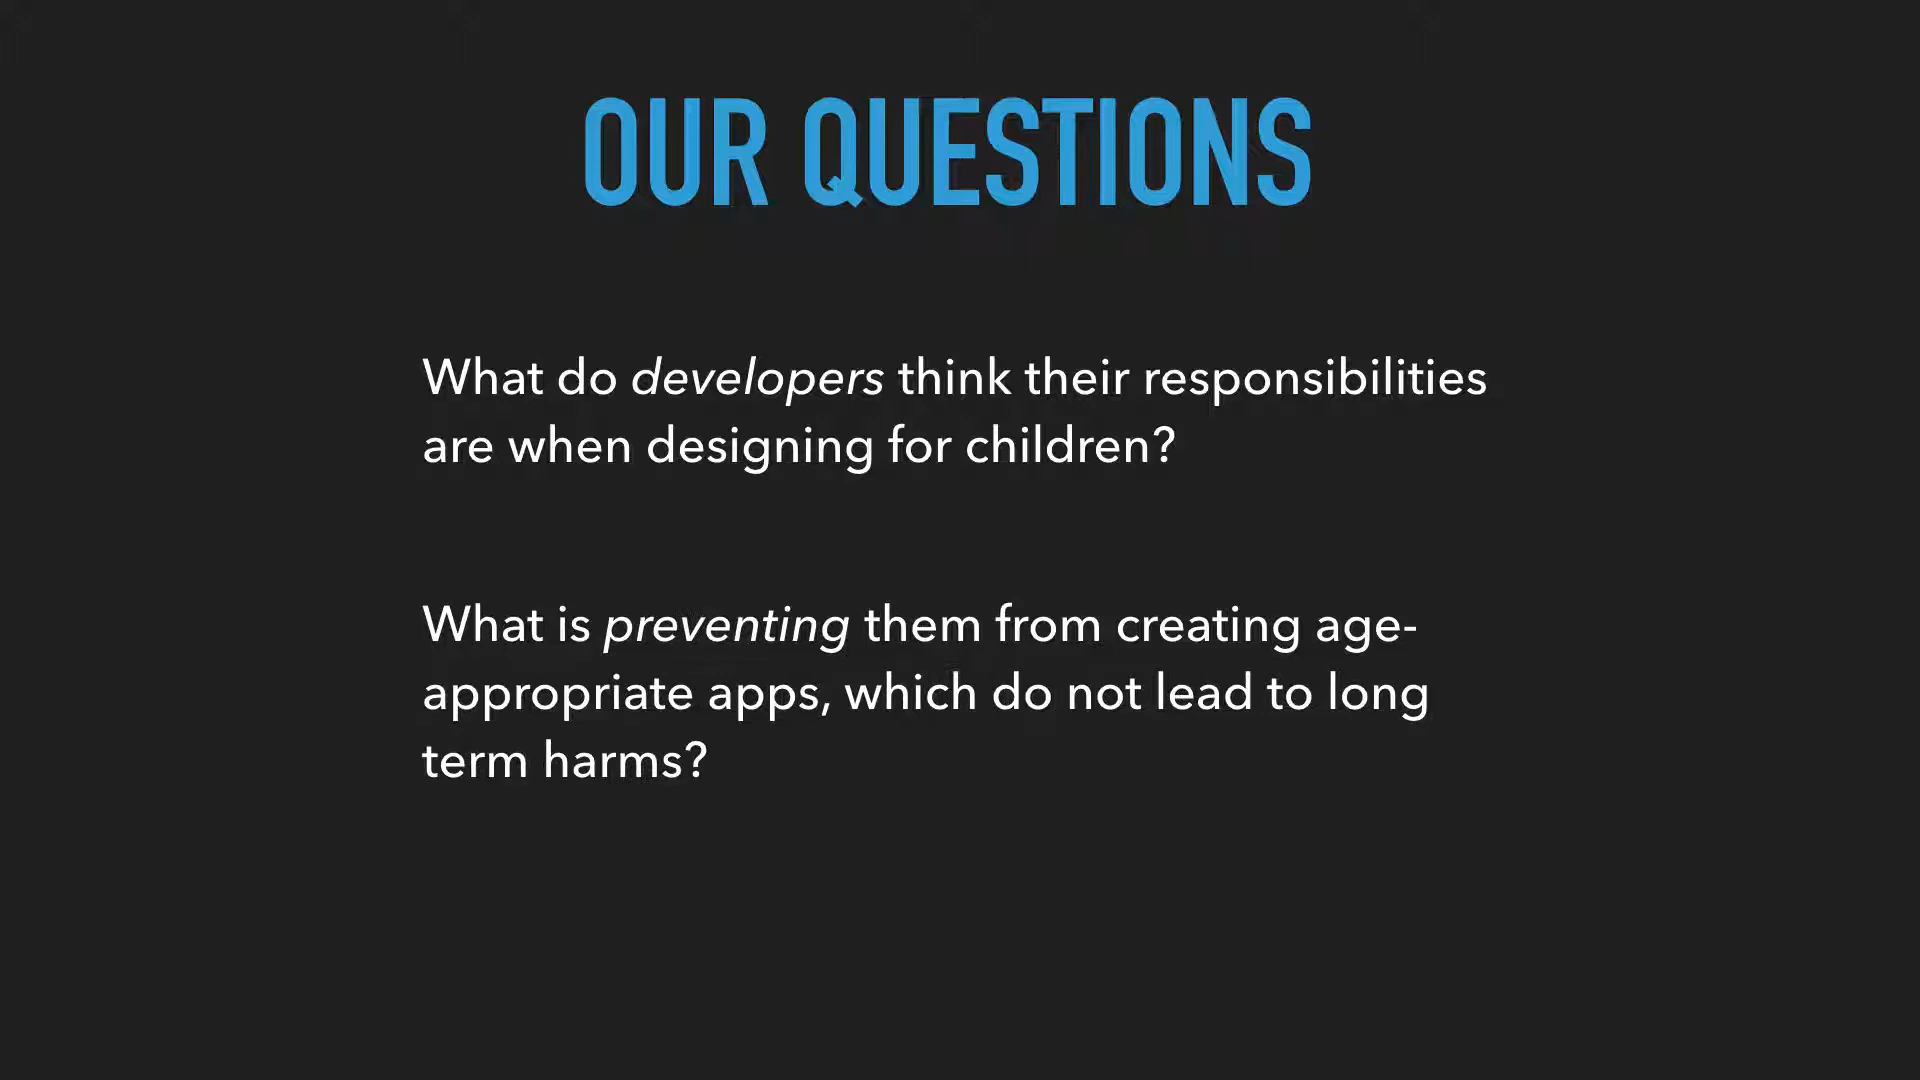 OUR QUESTIONS
What do developers think their responsibilities
are when designing for children?
What is preventing them from creating age-
appropriate apps, which do not lead to long
term harms?